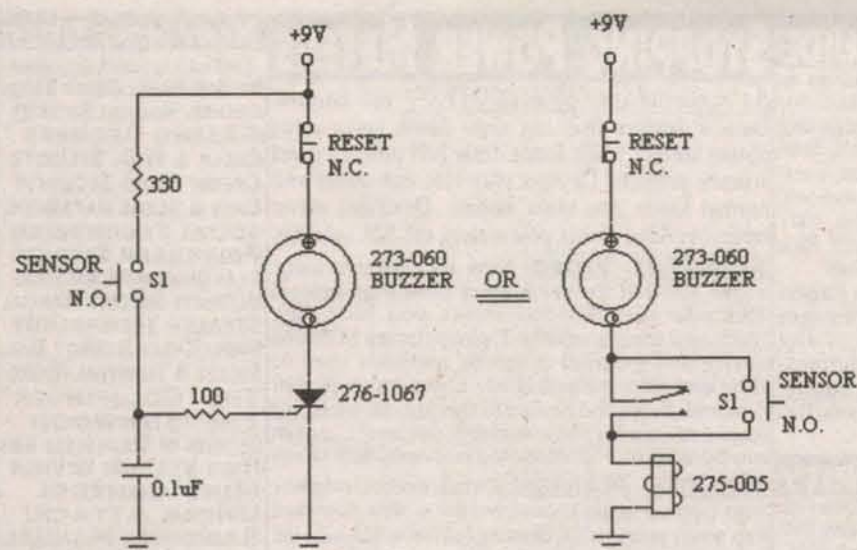 +9V
RESET
N.C.
330
SENSOR
S1
N.O.
273-060
BUZZER
100
276-1067
0.1uF
OR
+9V
RESET
N.C.
273-060
BUZZER
SENSOR
S1
N.O.
275-005